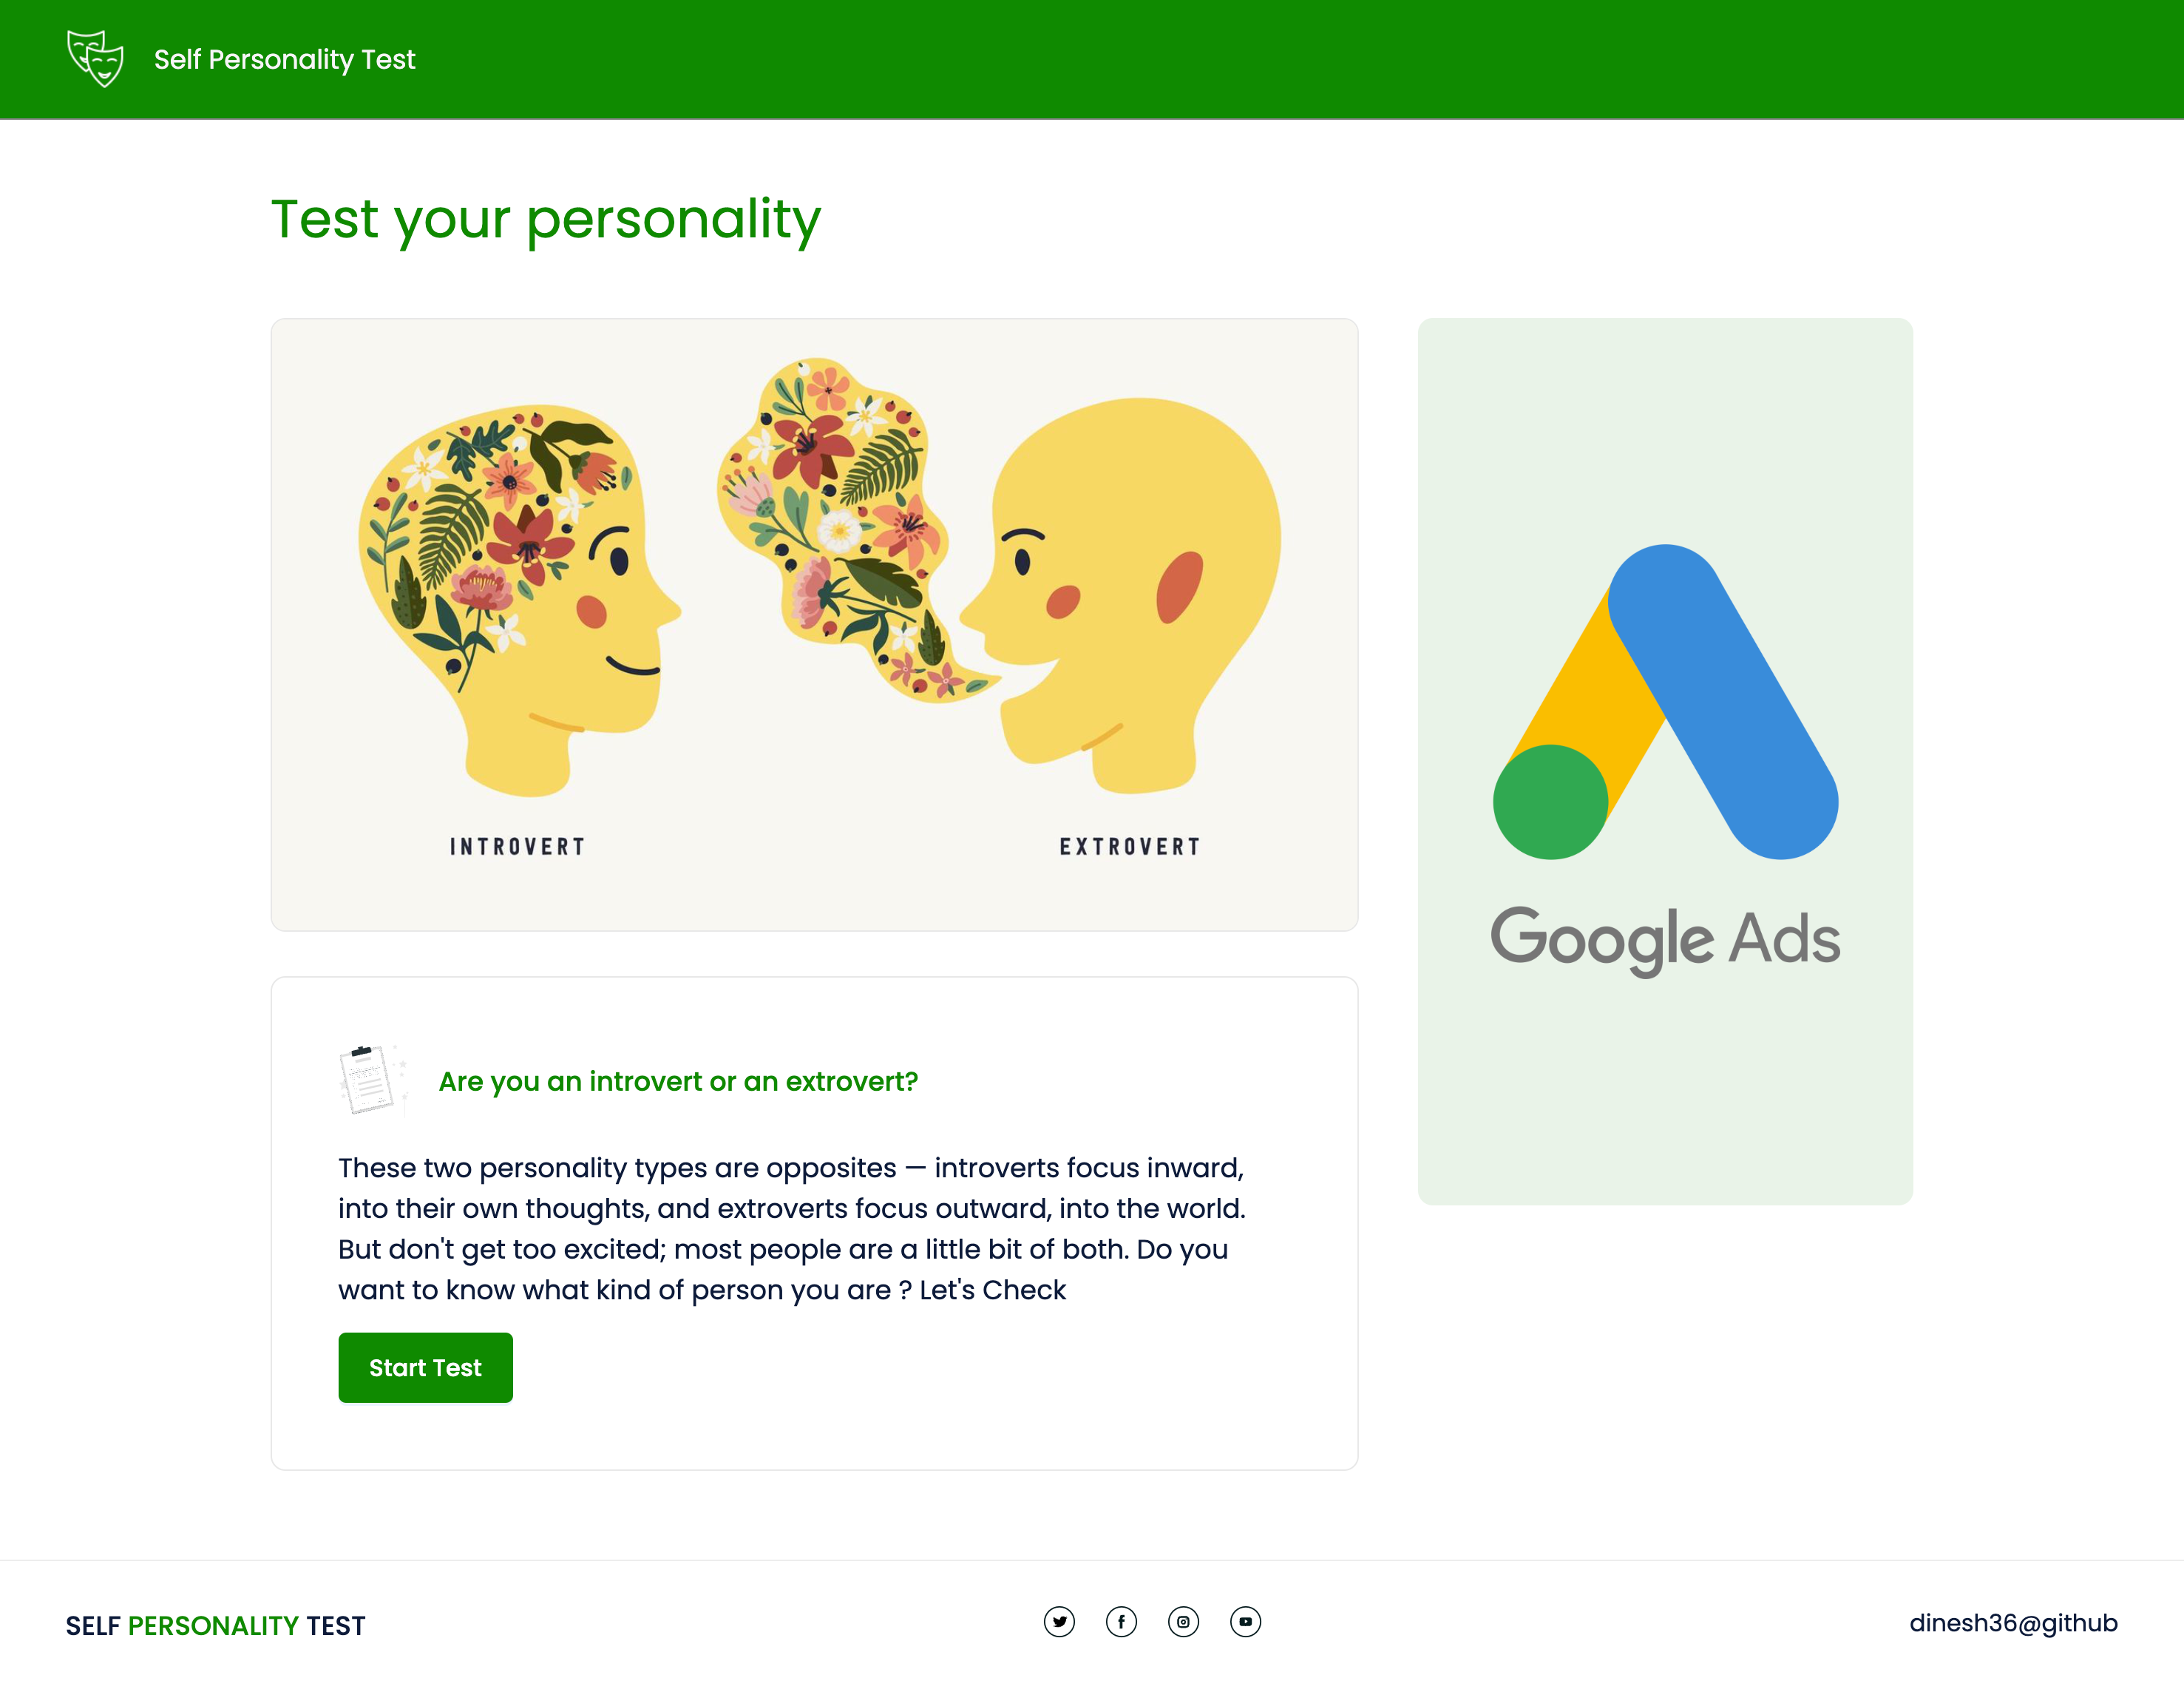 Self Personality Test
Test your personality
INTROVERT
EXTROVERT
Google Ads
Are you an introvert or an extrovert?
These two personality types are opposites — introverts focus inward,
into their own thoughts, and extroverts focus outward, into the world.
But don't get too excited; most people are a little bit of both. Do you
want to know what kind of person you are ? Let's Check
Start Test
SELF PERSONALITY TEST
dinesh36@github